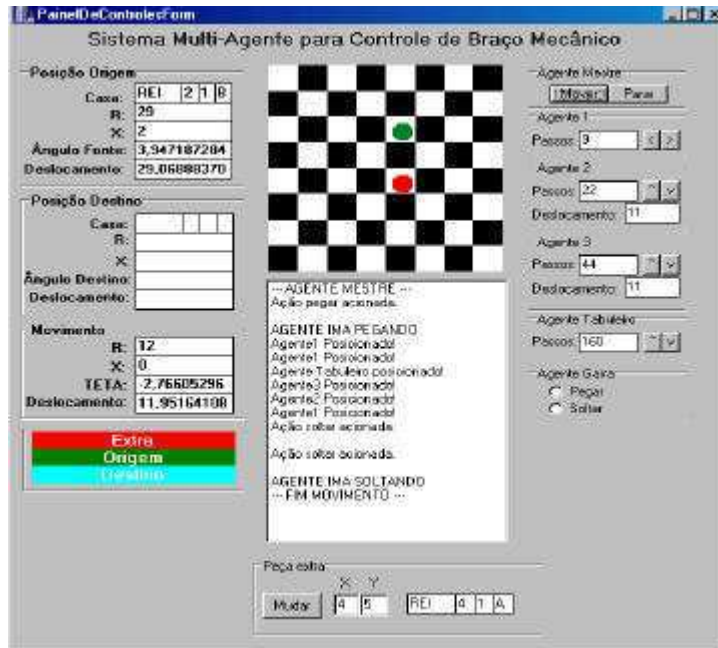 PainelDeControlesForm
Sistema Multi-Agente para Controle de Braço Mecânico
Posição Origem
Casa: REI 2 1 B
R: 29
X: 2
Ângulo Fonte: 3,947187284
Deslocamento: 29,06888370
Posição Destino
Casa:
R:
X:
Ângulo Destino:
Deslocamento:
Movimento
R: 12
X: 0
TETA: -2,76605296
Deslocamento: 11,95164108
Extra
Origem
Destino
--- AGENTE MESTRE ---
Ação pegar acionada.
AGENTE IMA PEGANDO
Agente1 Posicionado!
Agente1 Posicionado!
Agente Tabuleiro posicionado!
Agente3 Posicionado!
Agente2 Posicionado!
Agente1 Posicionado!
Ação soltar acionada.
Ação soltar acionada.
AGENTE IMA SOLTANDO
--- FIM MOVIMENTO ---
Agente Mestre
Mover Parar
Agente 1
Passos: 9 < >
Agente 2
Passos: 22 ^ v
Deslocamento: 11
Agente 3
Passos: 44 ^ v
Deslocamento: 11
Agente Tabuleiro
Passos: 160 ^ v
Agente Garra
Pegar
Soltar
Peça extra
X Y
Mudar 4 5 REI 4 1 A